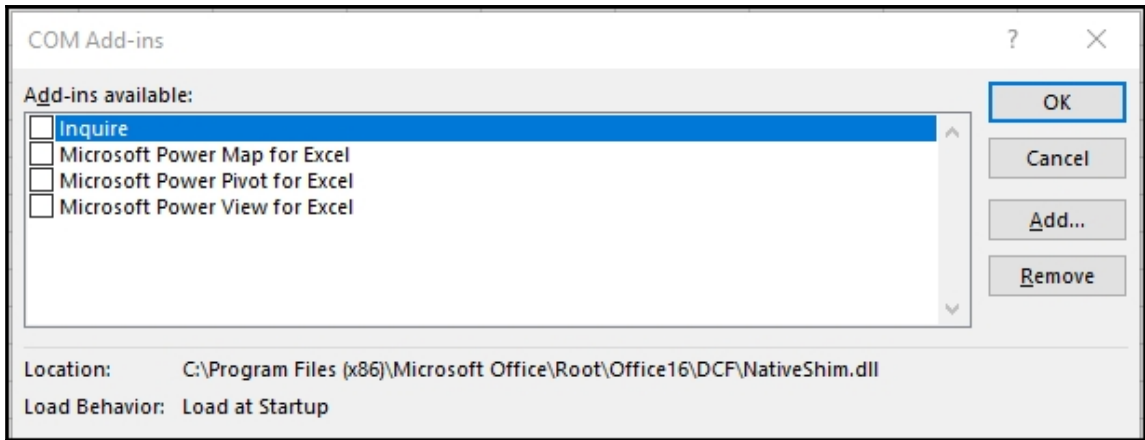 COM Add-ins ?
Add-ins available:
Inquire
Microsoft Power Map for Excel
Microsoft Power Pivot for Excel
Microsoft Power View for Excel
OK
Cancel
Add...
Remove
Location: C:\Program Files (x86)\Microsoft Office\Root\Office16\DCF\NativeShim.dll
Load Behavior: Load at Startup